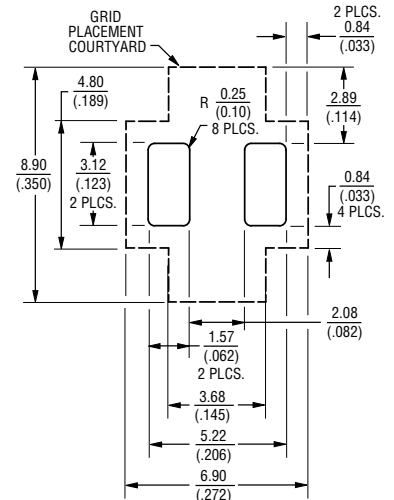 GRID
PLACEMENT
COURTYARD
2 PLCS.
0.84
(.033)
4.80
(.189)
R 0.25
(0.10)
8 PLCS.
2.89
(.114)
8.90
(.350)
3.12
(.123)
2 PLCS.
0.84
(.033)
4 PLCS.
2.08
(.082)
1.57
(.062)
2 PLCS.
3.68
(.145)
5.22
(.206)
6.90
(.272)